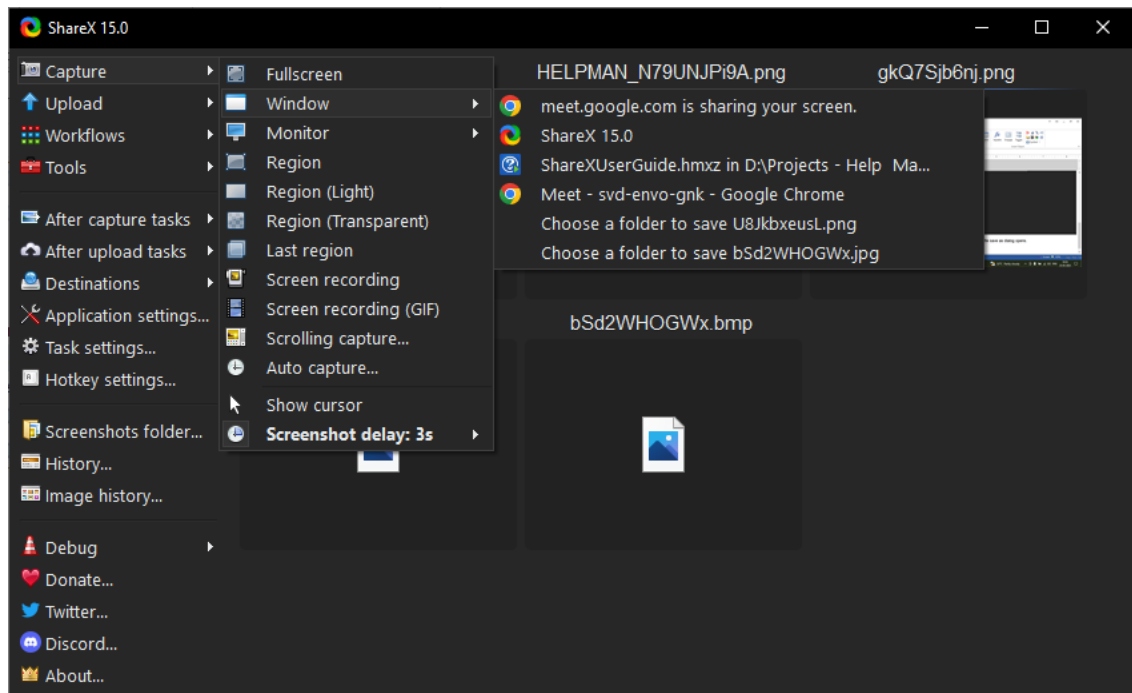 ShareX 15.0
Capture
Upload
Workflows
Tools
After capture tasks
After upload tasks
Destinations
Application settings...
Task settings...
Hotkey settings...
Screenshots folder...
History...
Image history...
Debug
Donate...
Twitter...
Discord...
About...
Fullscreen
Window
Monitor
Region
Region (Light)
Region (Transparent)
Last region
Screen recording
Screen recording (GIF)
Scrolling capture...
Auto capture...
Show cursor
Screenshot delay: 3s
HELPMAN_N79UNJPi9A.png
gkQ7Sjb6nj.png
meet.google.com is sharing your screen.
ShareX 15.0
ShareXUserGuide.hmxz in D:\Projects - Help Ma...
Meet - svd-envo-gnk - Google Chrome
Choose a folder to save U8JkbxeusL.png
Choose a folder to save bSd2WHOGWx.jpg
bSd2WHOGWx.bmp